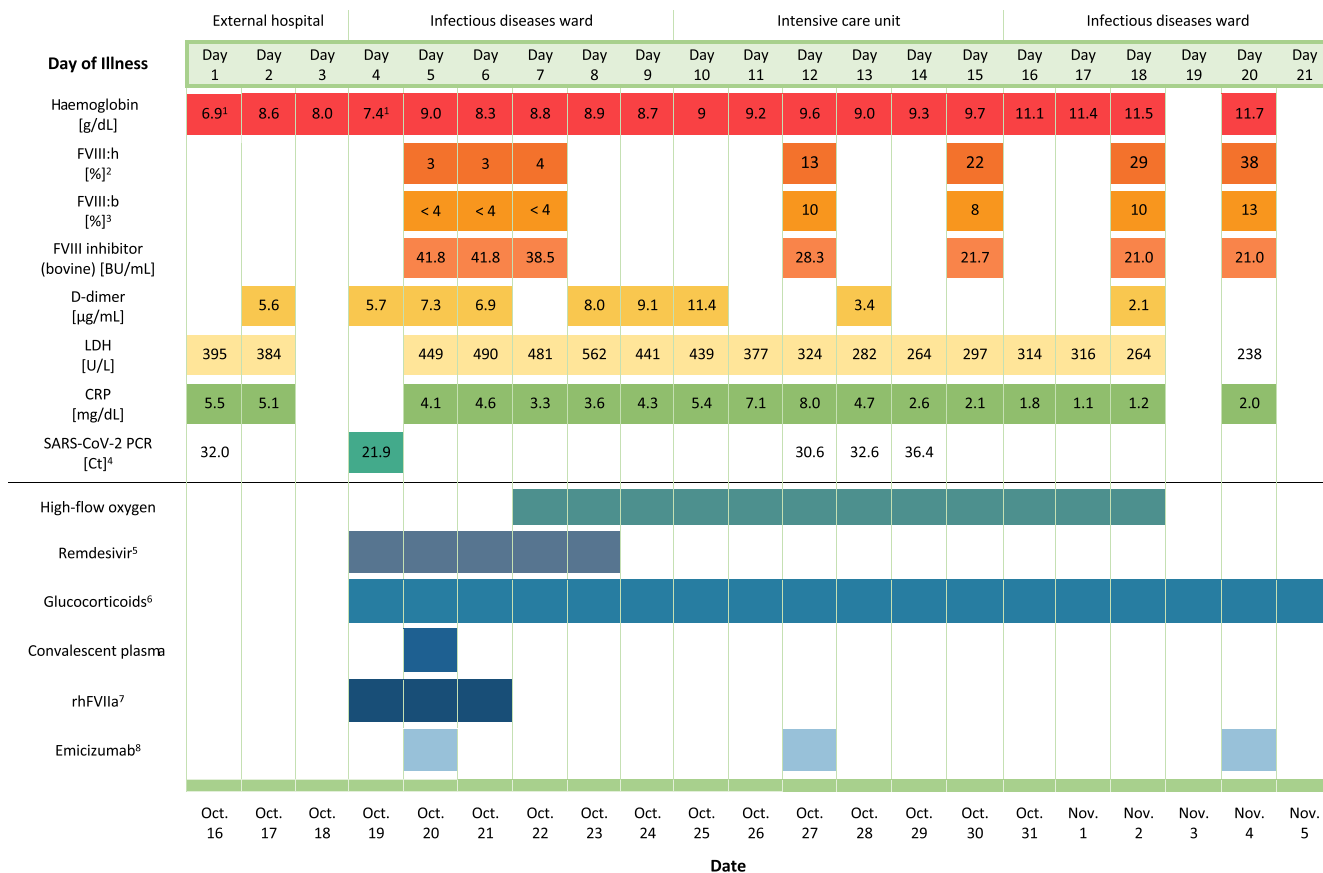 External hospital Infectious diseases ward Intensive care unit Infectious diseases ward
Day of Illness
Day 1 Day 2 Day 3 Day 4 Day 5 Day 6 Day 7 Day 8 Day 9 Day 10 Day 11 Day 12 Day 13 Day 14 Day 15 Day 16 Day 17 Day 18 Day 19 Day 20 Day 21
Haemoglobin
[g/dL]
6.9¹ 8.6 8.0 7.4¹ 9.0 8.3 8.8 8.9 8.7 9 9.2 9.6 9.0 9.3 9.7 11.1 11.4 11.5 11.7
FVIII:h
[%]²
3 3 4 13 22 29 38
FVIII:b
[%]³
< 4 < 4 < 4 10 8 10 13
FVIII inhibitor
(bovine) [BU/mL]
41.8 41.8 38.5 28.3 21.7 21.0 21.0
D-dimer
[µg/mL]
5.6 5.7 7.3 6.9 8.0 9.1 11.4 3.4 2.1
LDH
[U/L]
395 384 449 490 481 562 441 439 377 324 282 264 297 314 316 264 238
CRP
[mg/dL]
5.5 5.1 4.1 4.6 3.3 3.6 4.3 5.4 7.1 8.0 4.7 2.6 2.1 1.8 1.1 1.2 2.0
SARS-CoV-2 PCR
[Ct]⁴
32.0 21.9 30.6 32.6 36.4
High-flow oxygen
Remdesivir⁵
Glucocorticoids⁶
Convalescent plasma
rhFVIIa⁷
Emicizumab⁸
Oct. 16 Oct. 17 Oct. 18 Oct. 19 Oct. 20 Oct. 21 Oct. 22 Oct. 23 Oct. 24 Oct. 25 Oct. 26 Oct. 27 Oct. 28 Oct. 29 Oct. 30 Oct. 31 Nov. 1 Nov. 2 Nov. 3 Nov. 4 Nov. 5
Date